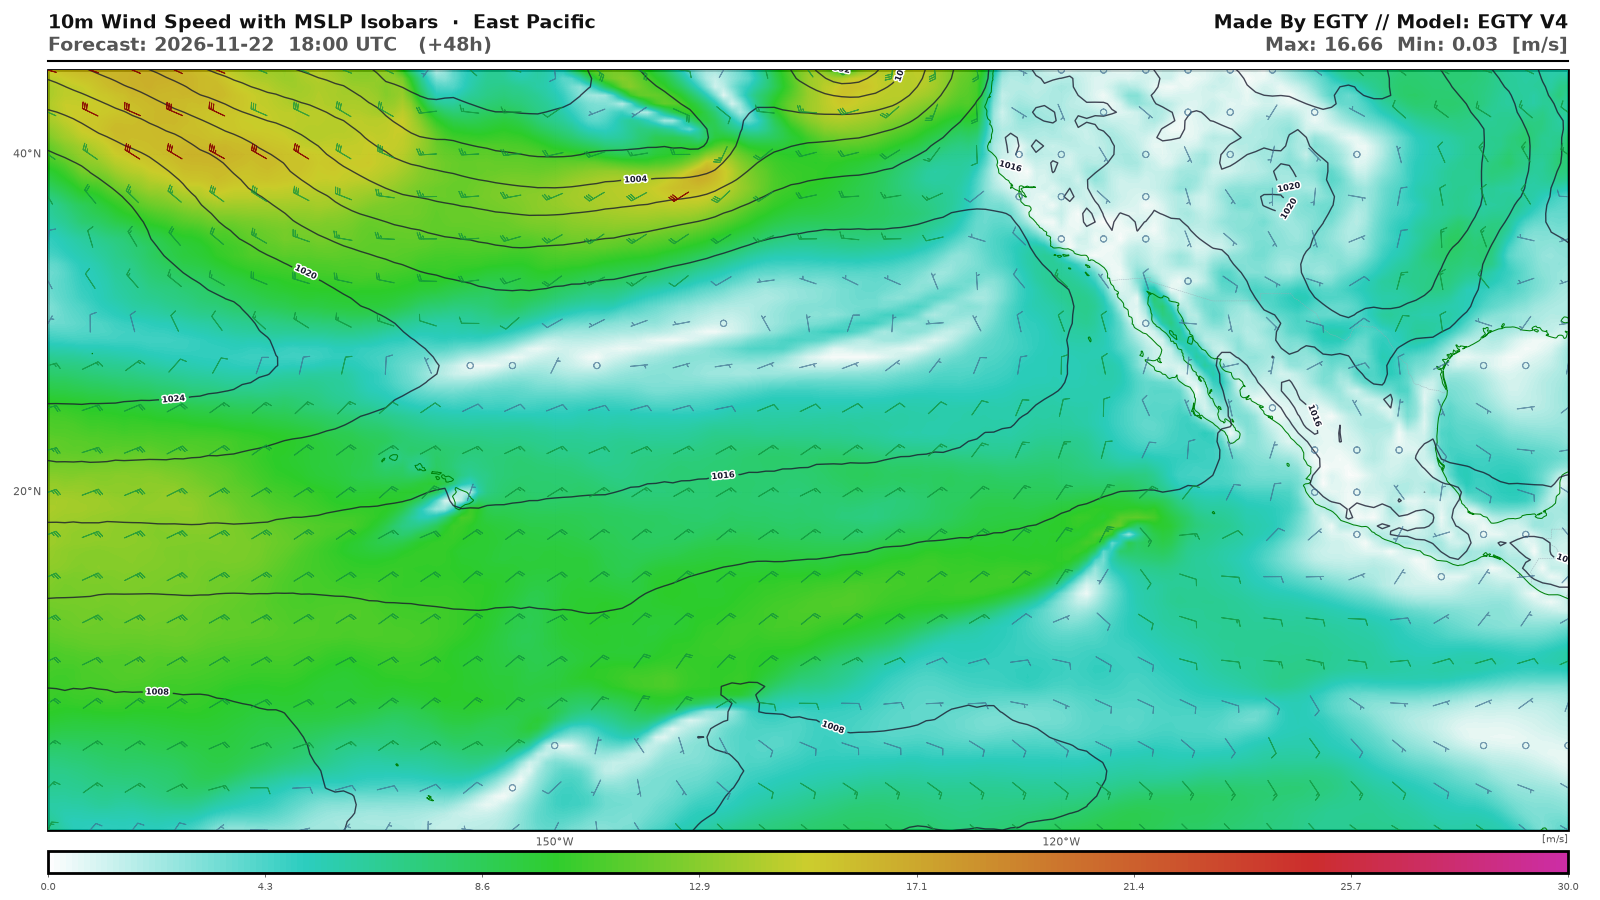 10m Wind Speed with MSLP Isobars · East Pacific
Made By EGTY // Model: EGTY V4
Forecast: 2026-11-22 18:00 UTC (+48h)
Max: 16.66 Min: 0.03 [m/s]
40°N
1016
1004
1020
1020
1020
1024
1016
1016
20°N
1008
1008
150°W
120°W
[m/s]
0.0
4.3
8.6
12.9
17.1
21.4
25.7
30.0